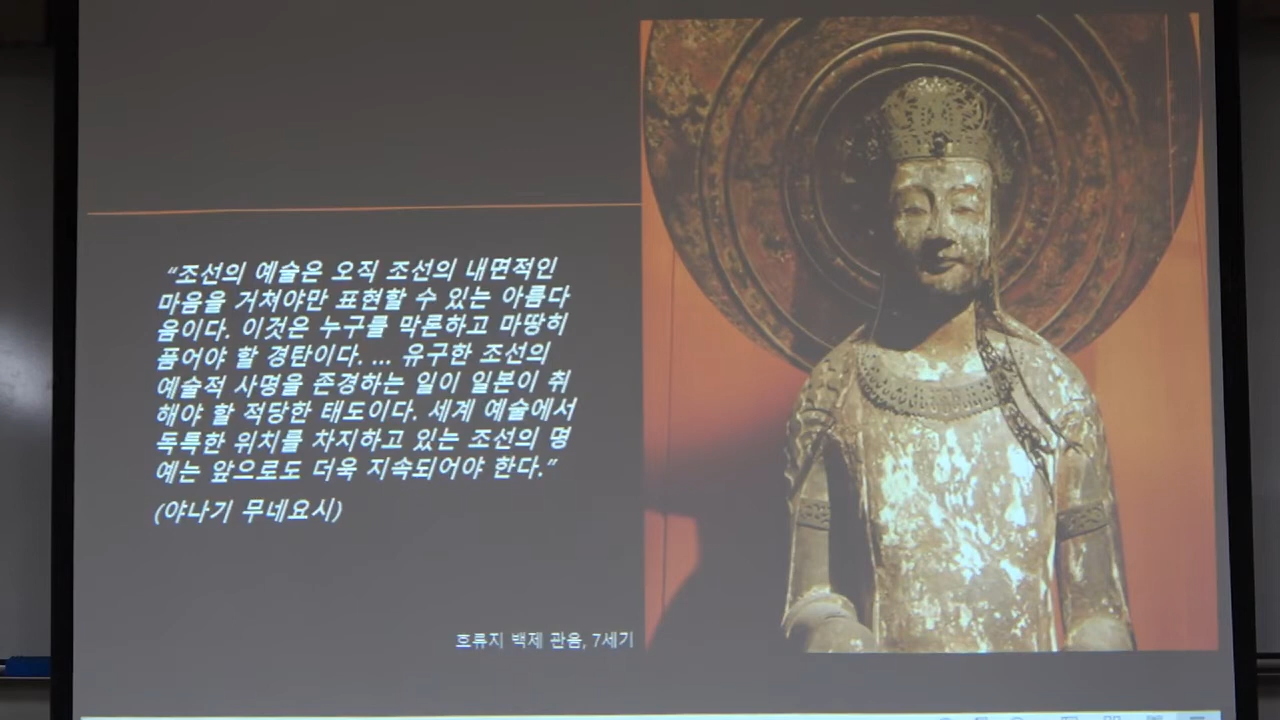 “조선의 예술은 오직 조선의 내면적인
마음을 거쳐야만 표현할 수 있는 아름다
움이다. 이것은 누구를 막론하고 마땅히
품어야 할 경탄이다. ... 유구한 조선의
예술적 사명을 존경하는 일이 일본이 취
해야 할 적당한 태도이다. 세계 예술에서
독특한 위치를 차지하고 있는 조선의 명
예는 앞으로도 더욱 지속되어야 한다.”
(야나기 무네요시)
호류지 백제 관음, 7세기